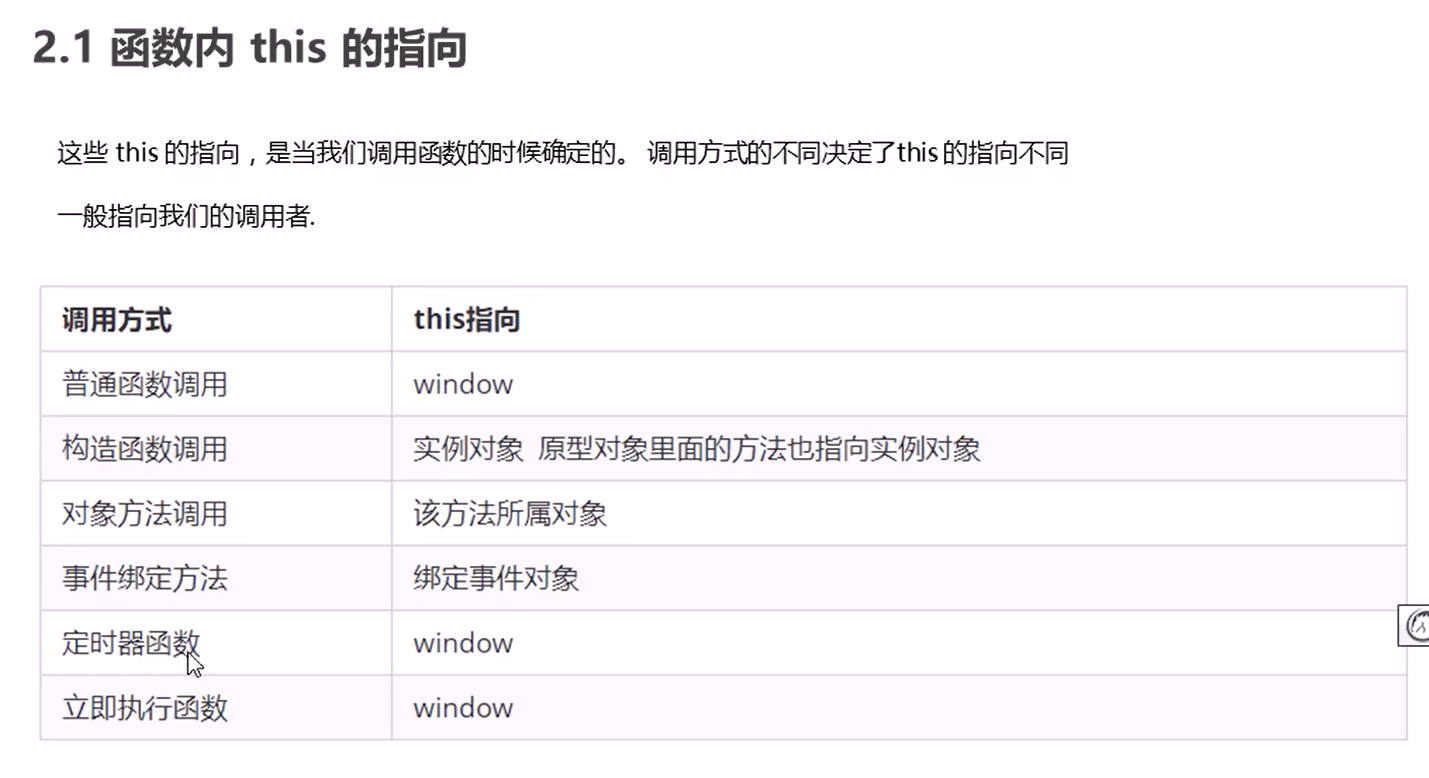 2.1 函数内 this 的指向
这些 this 的指向，是当我们调用函数的时候确定的。 调用方式的不同决定了this 的指向不同
一般指向我们的调用者.
调用方式 this指向
普通函数调用 window
构造函数调用 实例对象 原型对象里面的方法也指向实例对象
对象方法调用 该方法所属对象
事件绑定方法 绑定事件对象
定时器函数 window
立即执行函数 window